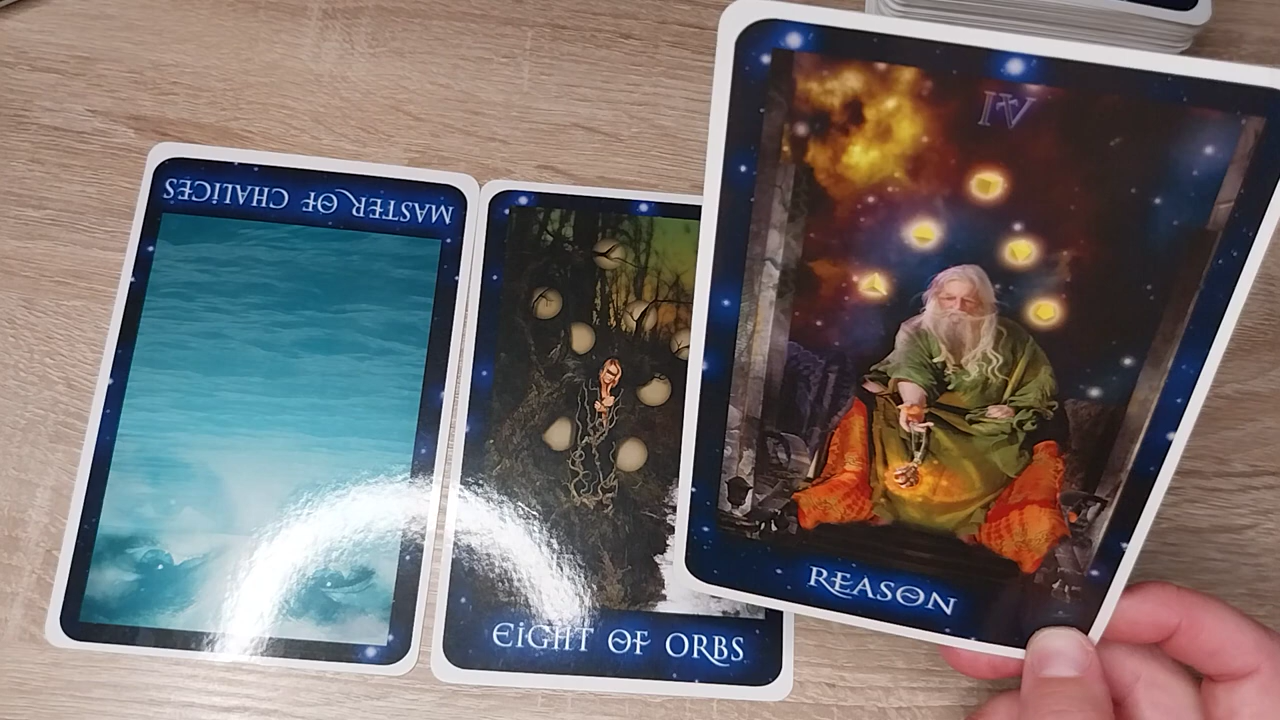 MASTER OF CHALICES
EIGHT OF ORBS
IV
REASON